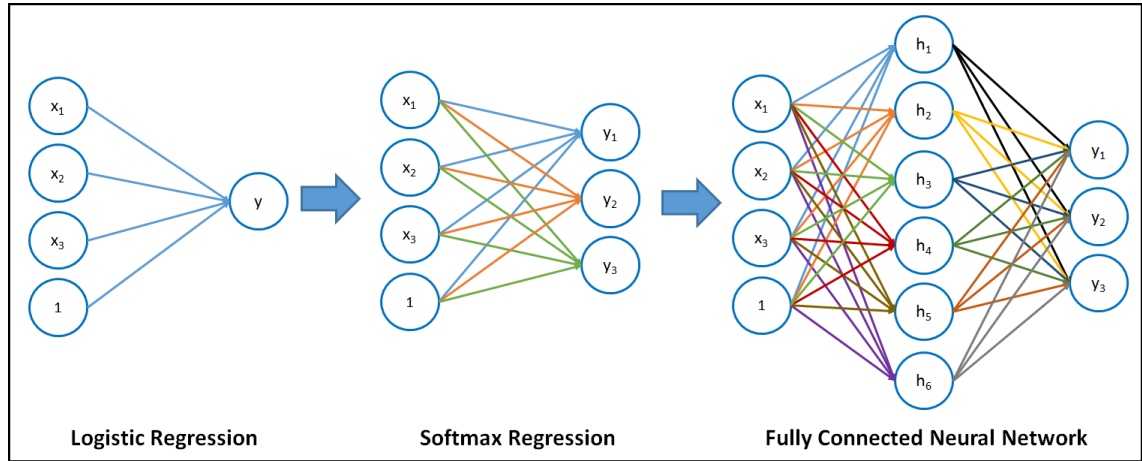 x₁
x₂
x₃
1
y
Logistic Regression
x₁
x₂
x₃
1
y₁
y₂
y₃
Softmax Regression
x₁
x₂
x₃
1
h₁
h₂
h₃
h₄
h₅
h₆
y₁
y₂
y₃
Fully Connected Neural Network